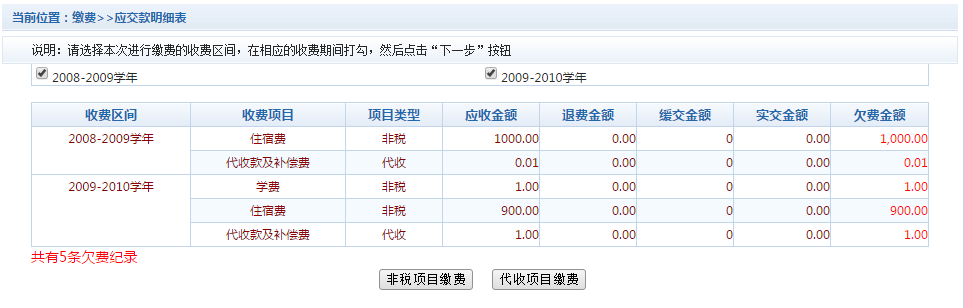 当前位置：缴费>>应交款明细表
说明：请选择本次进行缴费的收费区间，在相应的收费期间打勾，然后点击“下一步”按钮
2008-2009学年 2009-2010学年
收费区间 收费项目 项目类型 应收金额 退费金额 缓交金额 实交金额 欠费金额
2008-2009学年 住宿费 非税 1000.00 0.00 0 0.00 1,000.00
代收款及补偿费 代收 0.01 0.00 0 0.00 0.01
2009-2010学年 学费 非税 1.00 0.00 0 0.00 1.00
住宿费 非税 900.00 0.00 0 0.00 900.00
代收款及补偿费 代收 1.00 0.00 0 0.00 1.00
共有5条欠费纪录
非税项目缴费 代收项目缴费